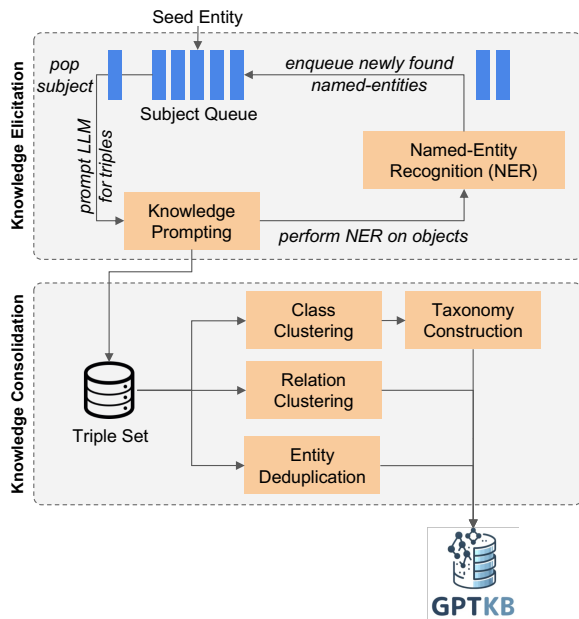 Seed Entity
pop
subject
enqueue newly found
named-entities
Subject Queue
Knowledge Elicitation
prompt LLM
for triples
Named-Entity
Recognition (NER)
Knowledge
Prompting
perform NER on objects
Knowledge Consolidation
Class
Clustering
Taxonomy
Construction
Relation
Clustering
Triple Set
Entity
Deduplication
GPTKB